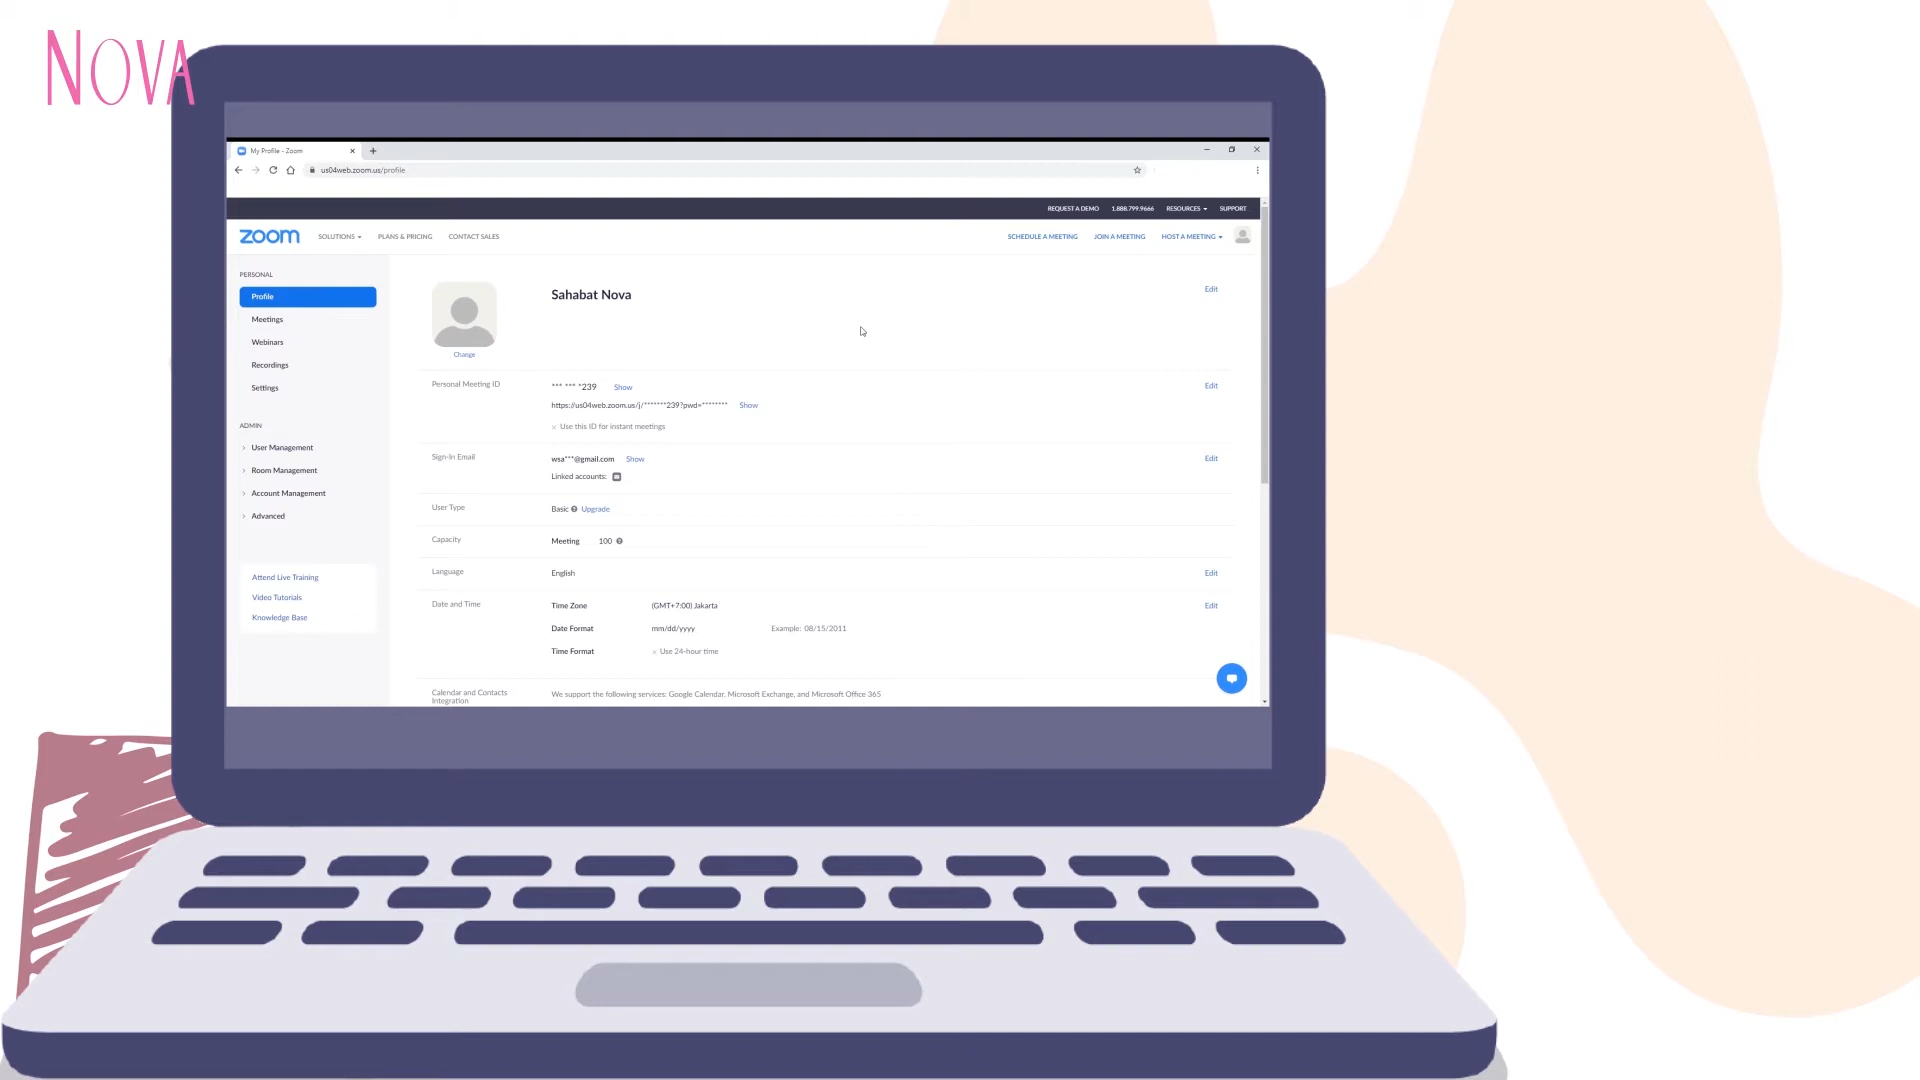 NOVA
My Profile - Zoom
us04web.zoom.us/profile
REQUEST A DEMO 1.888.799.9666 RESOURCES SUPPORT
zoom SOLUTIONS PLANS & PRICING CONTACT SALES SCHEDULE A MEETING JOIN A MEETING HOST A MEETING
PERSONAL
Profile
Meetings
Webinars
Recordings
Settings
ADMIN
User Management
Room Management
Account Management
Advanced
Attend Live Training
Video Tutorials
Knowledge Base
Sahabat Nova Edit
Change
Personal Meeting ID *** *** *239 Show Edit
https://us04web.zoom.us/j/*******239?pwd=******** Show
× Use this ID for instant meetings
Sign-In Email wsa***@gmail.com Show Edit
Linked accounts:
User Type Basic Upgrade
Capacity Meeting 100
Language English Edit
Date and Time Time Zone (GMT+7:00) Jakarta Edit
Date Format mm/dd/yyyy Example: 08/15/2011
Time Format × Use 24-hour time
Calendar and Contacts Integration We support the following services: Google Calendar, Microsoft Exchange, and Microsoft Office 365